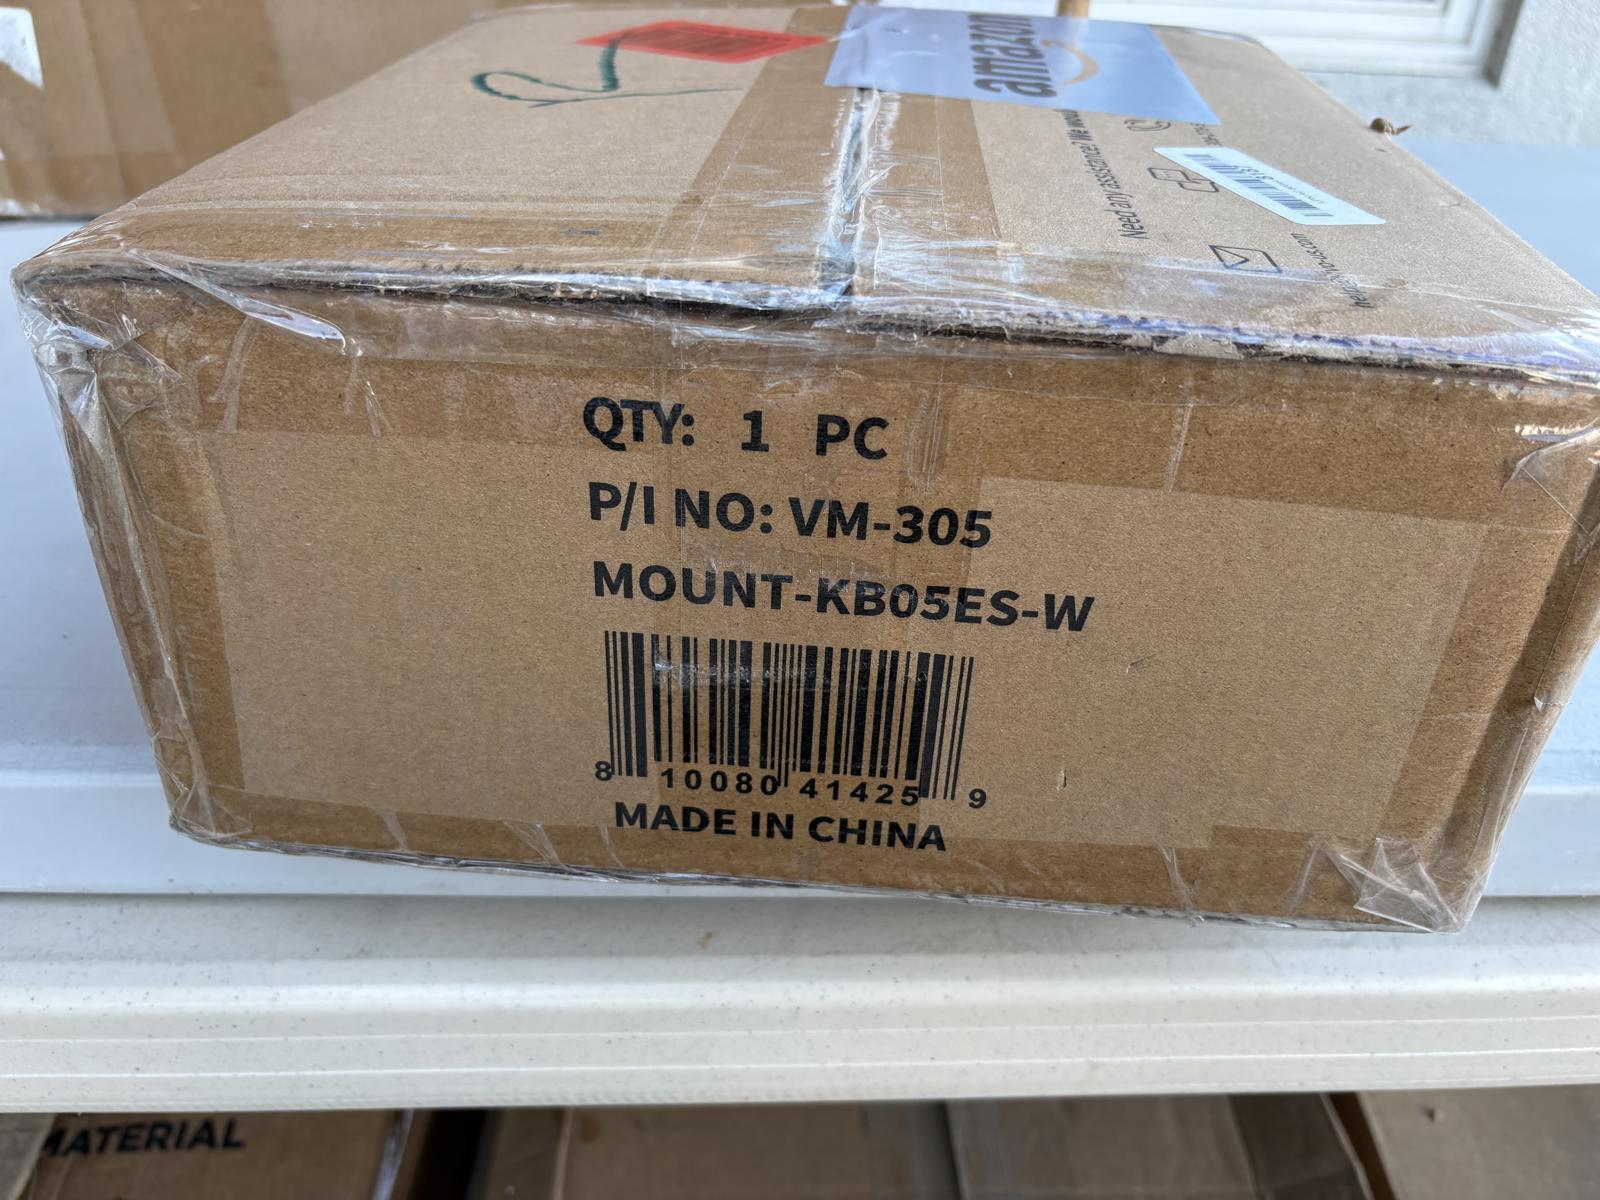 amazon
Need any assistance? We would
QTY: 1 PC
P/I NO: VM-305
MOUNT-KB05ES-W
8 10080 41425 9
MADE IN CHINA
MATERIAL